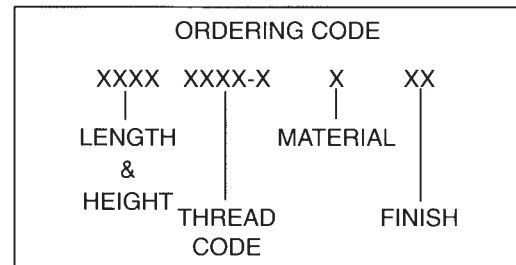 ORDERING CODE
XXXX XXXX-X X XX
LENGTH
&
HEIGHT
THREAD
CODE
MATERIAL
FINISH